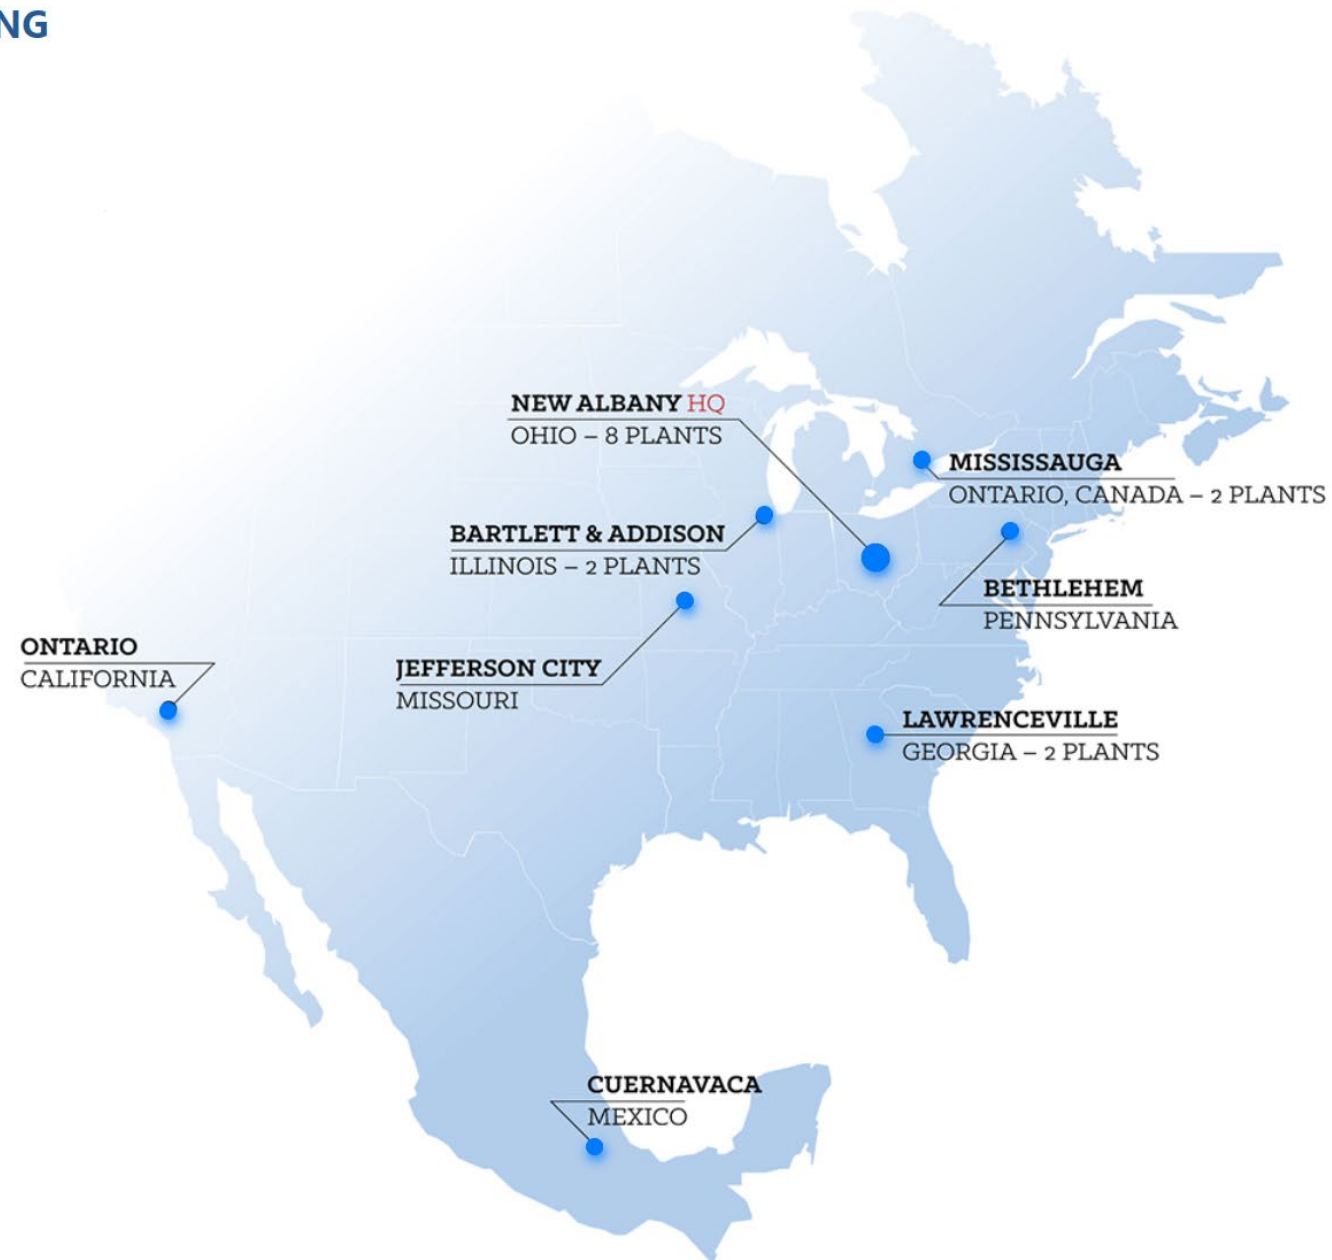 NG
NEW ALBANY HQ
OHIO – 8 PLANTS
MISSISSAUGA
ONTARIO, CANADA – 2 PLANTS
BARTLETT & ADDISON
ILLINOIS – 2 PLANTS
BETHLEHEM
PENNSYLVANIA
ONTARIO
CALIFORNIA
JEFFERSON CITY
MISSOURI
LAWRENCEVILLE
GEORGIA – 2 PLANTS
CUERNAVACA
MEXICO